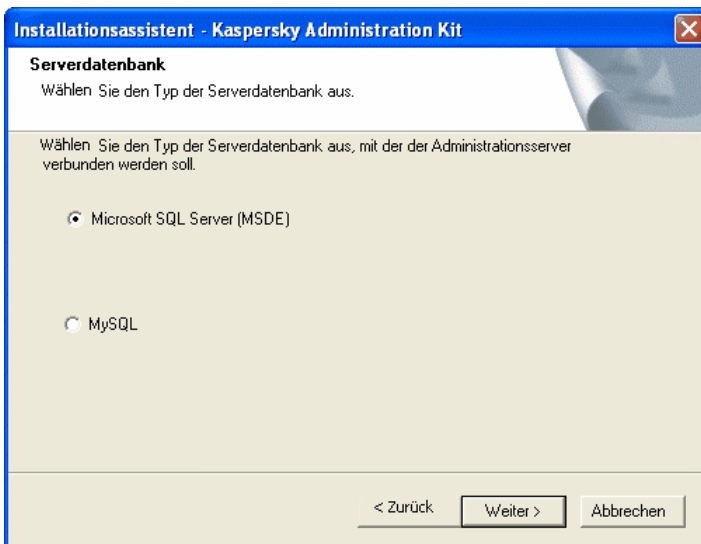 Installationsassistent - Kaspersky Administration Kit
Serverdatenbank
Wählen Sie den Typ der Serverdatenbank aus.
Wählen Sie den Typ der Serverdatenbank aus, mit der der Administrationsserver
verbunden werden soll.
Microsoft SQL Server (MSDE)
MySQL
< Zurück Weiter > Abbrechen